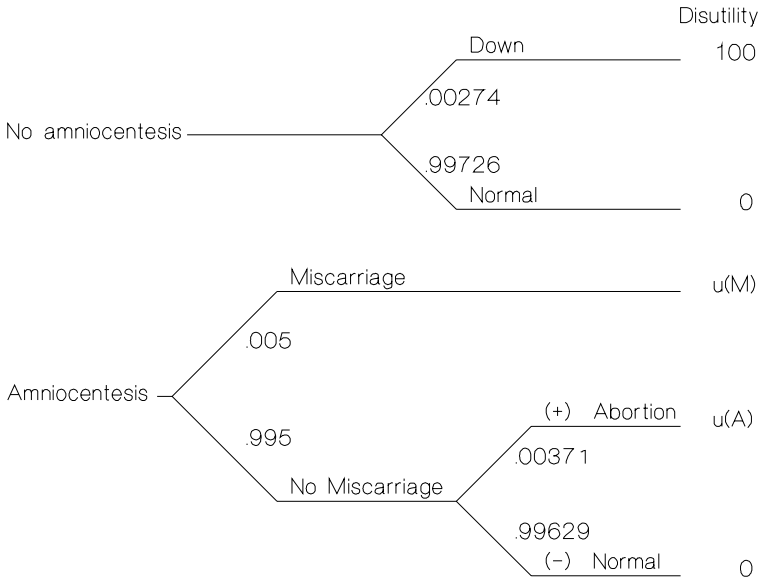 Disutility
Down 100
.00274
No amniocentesis
.99726
Normal 0
Miscarriage u(M)
.005
Amniocentesis
(+) Abortion u(A)
.995
.00371
No Miscarriage
.99629
(-) Normal 0